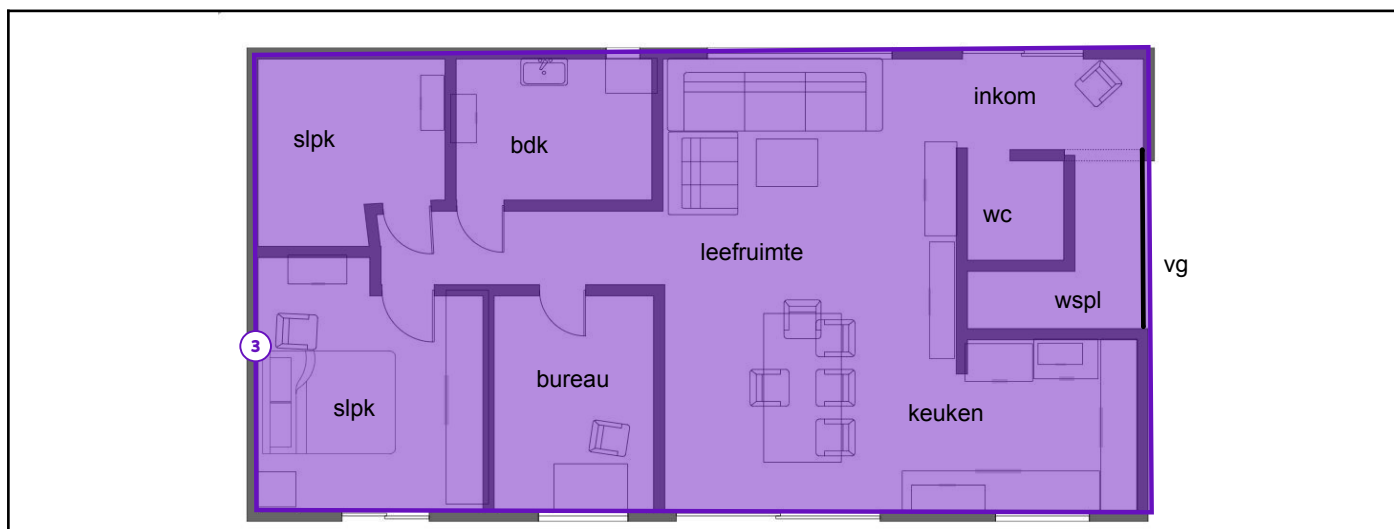 inkom
slpk
bdk
wc
leefruimte
vg
wspl
3
bureau
slpk
keuken